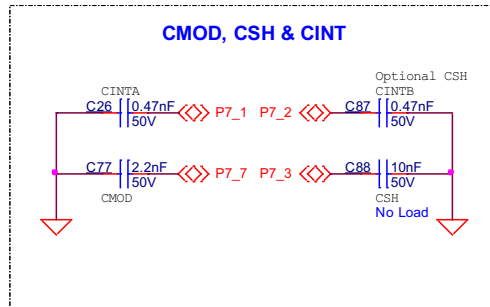 CMOD, CSH & CINT
Optional CSH
CINTA
CINTB
C26 0.47nF P7_1 P7_2 C87 0.47nF
50V 50V
C77 2.2nF P7_7 P7_3 C88 10nF
50V 50V
CMOD CSH
No Load